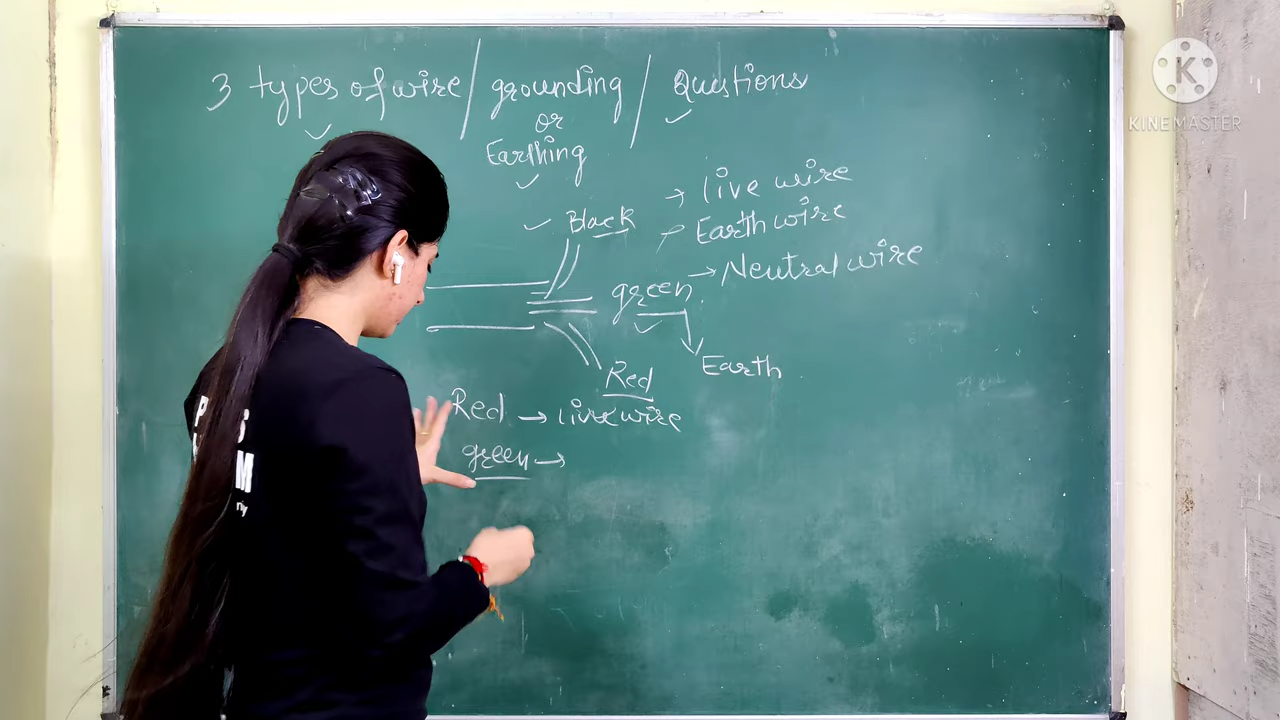 3 types of wire / grounding / Questions
or
Earthing
→ live wire
Black
→ Earth wire
→ Neutral wire
green
Earth
Red
Red → live wire
green →
K
KINEMASTER